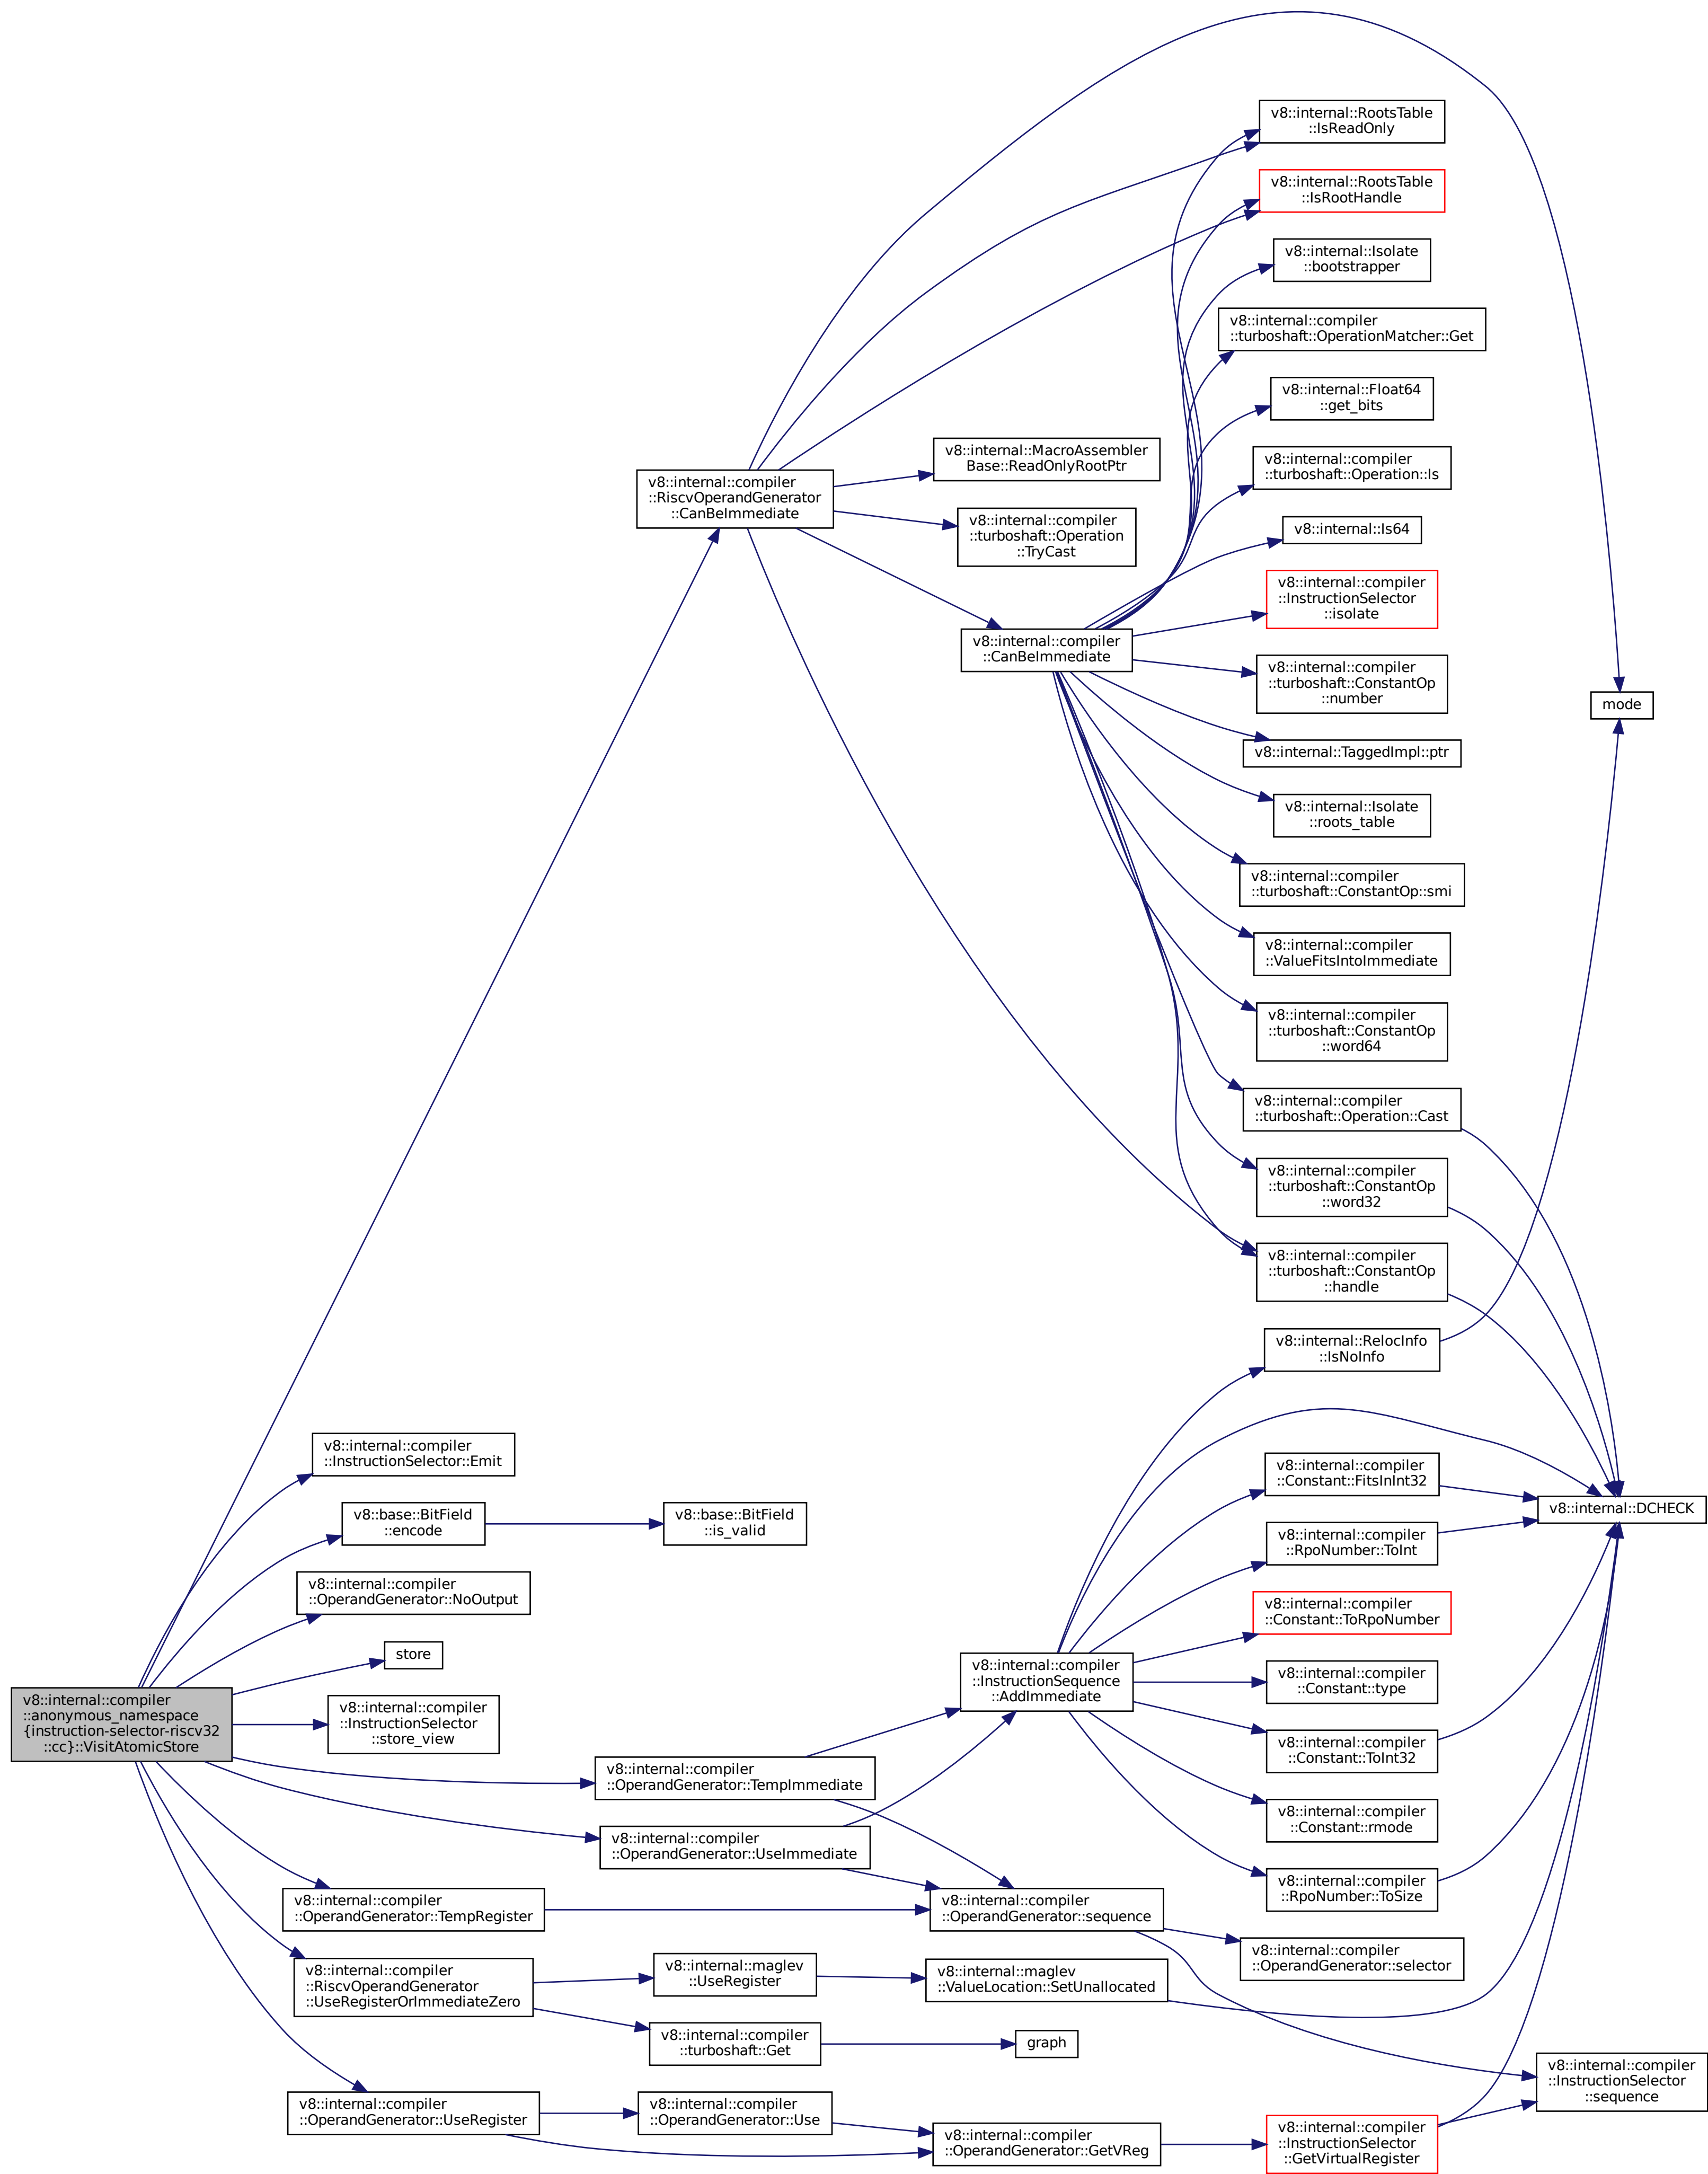 v8::internal::RootsTable
::IsReadOnly
v8::internal::RootsTable
::IsRootHandle
v8::internal::Isolate
::bootstrapper
v8::internal::compiler
::turboshaft::OperationMatcher::Get
v8::internal::Float64
::get_bits
v8::internal::MacroAssembler
Base::ReadOnlyRootPtr
v8::internal::compiler
::turboshaft::Operation::Is
v8::internal::compiler
::RiscvOperandGenerator
::CanBeImmediate
v8::internal::compiler
::turboshaft::Operation
::TryCast
v8::internal::Is64
v8::internal::compiler
::InstructionSelector
::isolate
v8::internal::compiler
::CanBeImmediate
v8::internal::compiler
::turboshaft::ConstantOp
::number
mode
v8::internal::TaggedImpl::ptr
v8::internal::Isolate
::roots_table
v8::internal::compiler
::turboshaft::ConstantOp::smi
v8::internal::compiler
::ValueFitsIntoImmediate
v8::internal::compiler
::turboshaft::ConstantOp
::word64
v8::internal::compiler
::turboshaft::Operation::Cast
v8::internal::compiler
::turboshaft::ConstantOp
::word32
v8::internal::compiler
::turboshaft::ConstantOp
::handle
v8::internal::RelocInfo
::IsNoInfo
v8::internal::compiler
::InstructionSelector::Emit
v8::internal::compiler
::Constant::FitsInInt32
v8::internal::DCHECK
v8::base::BitField
::encode
v8::base::BitField
::is_valid
v8::internal::compiler
::RpoNumber::ToInt
v8::internal::compiler
::OperandGenerator::NoOutput
v8::internal::compiler
::Constant::ToRpoNumber
store
v8::internal::compiler
::InstructionSequence
::AddImmediate
v8::internal::compiler
::Constant::type
v8::internal::compiler
::anonymous_namespace
{instruction-selector-riscv32
::cc}::VisitAtomicStore
v8::internal::compiler
::InstructionSelector
::store_view
v8::internal::compiler
::Constant::ToInt32
v8::internal::compiler
::OperandGenerator::TempImmediate
v8::internal::compiler
::Constant::rmode
v8::internal::compiler
::OperandGenerator::UseImmediate
v8::internal::compiler
::RpoNumber::ToSize
v8::internal::compiler
::OperandGenerator::TempRegister
v8::internal::compiler
::OperandGenerator::sequence
v8::internal::compiler
::OperandGenerator::selector
v8::internal::compiler
::RiscvOperandGenerator
::UseRegisterOrImmediateZero
v8::internal::maglev
::UseRegister
v8::internal::maglev
::ValueLocation::SetUnallocated
v8::internal::compiler
::turboshaft::Get
graph
v8::internal::compiler
::InstructionSelector
::sequence
v8::internal::compiler
::OperandGenerator::UseRegister
v8::internal::compiler
::OperandGenerator::Use
v8::internal::compiler
::OperandGenerator::GetVReg
v8::internal::compiler
::InstructionSelector
::GetVirtualRegister